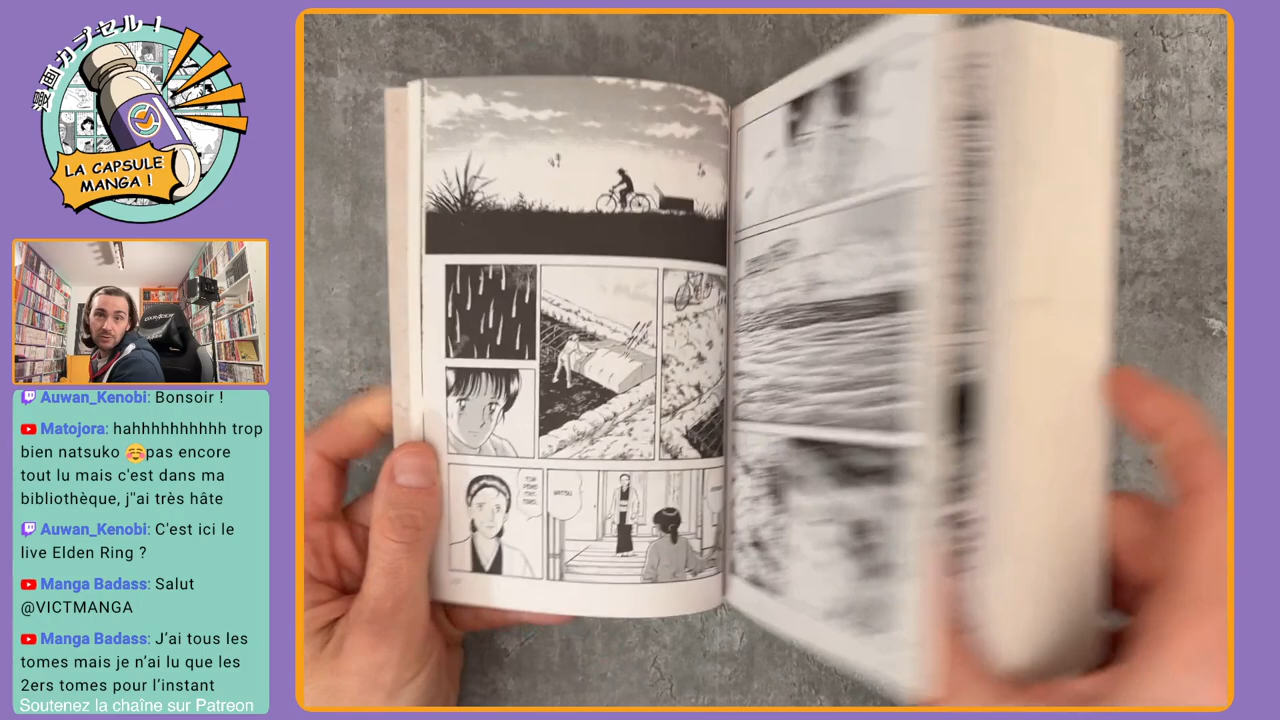 漫画カプセル!
LA CAPSULE
MANGA !
Auwan_Kenobi: Bonsoir !
Matojora: hahhhhhhhhhh trop
bien natsuko 🥰pas encore
tout lu mais c'est dans ma
bibliothèque, j''ai très hâte
Auwan_Kenobi: C'est ici le
live Elden Ring ?
Manga Badass: Salut
@VICTMANGA
Manga Badass: J’ai tous les
tomes mais je n’ai lu que les
2ers tomes pour l’instant
Soutenez la chaîne sur Patreon
NATSU